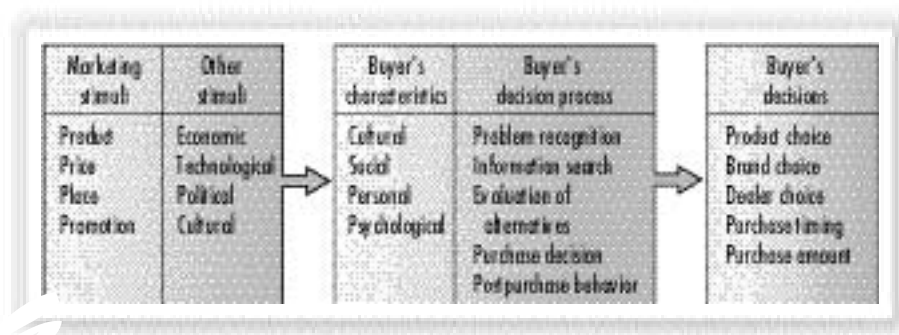 Marketing
stimuli
Product
Price
Place
Promotion
Other
stimuli
Economic
Technological
Political
Cultural
Buyer's
characteristics
Cultural
Social
Personal
Psychological
Buyer's
decision process
Problem recognition
Information search
Evaluation of
alternatives
Purchase decision
Postpurchase behavior
Buyer's
decisions
Product choice
Brand choice
Dealer choice
Purchase timing
Purchase amount